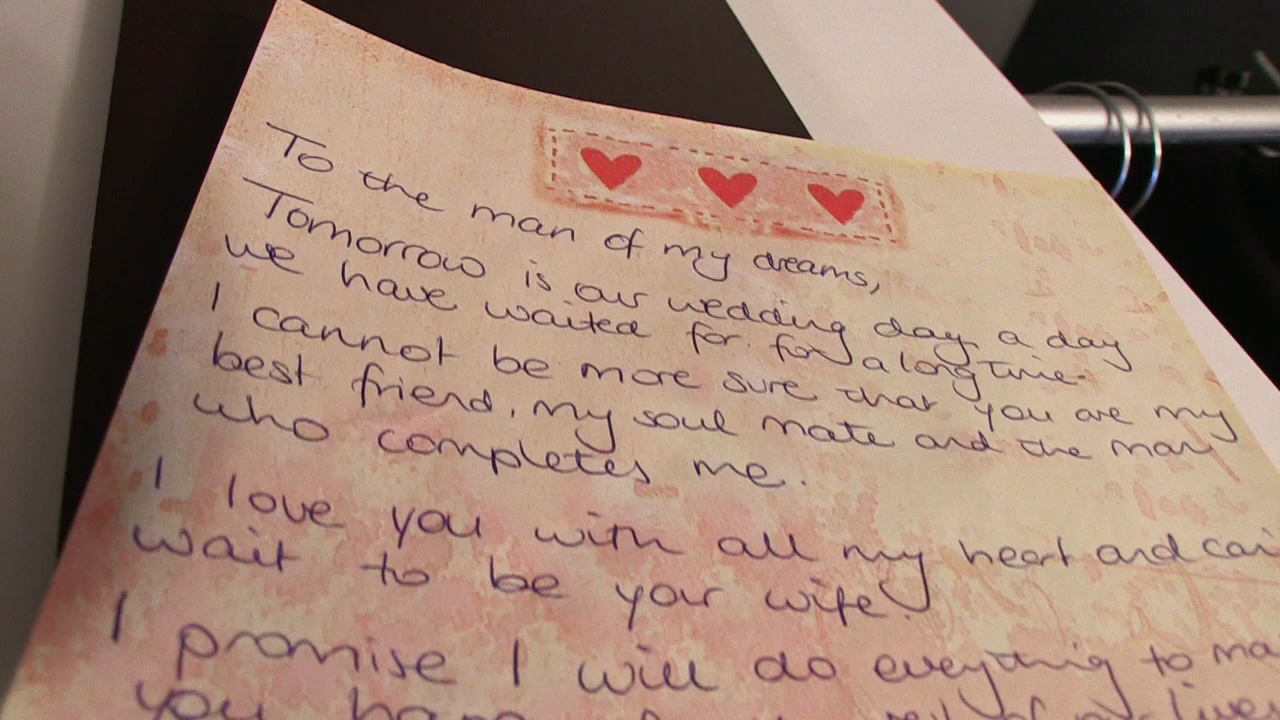 To the man of my dreams,
Tomorrow is our wedding day, a day
we have waited for for a long time.
I cannot be more sure that you are my
best friend, my soul mate and the man
who completes me.
I love you with all my heart and can
wait to be your wife.
I promise I will do everything to ma
you of lives